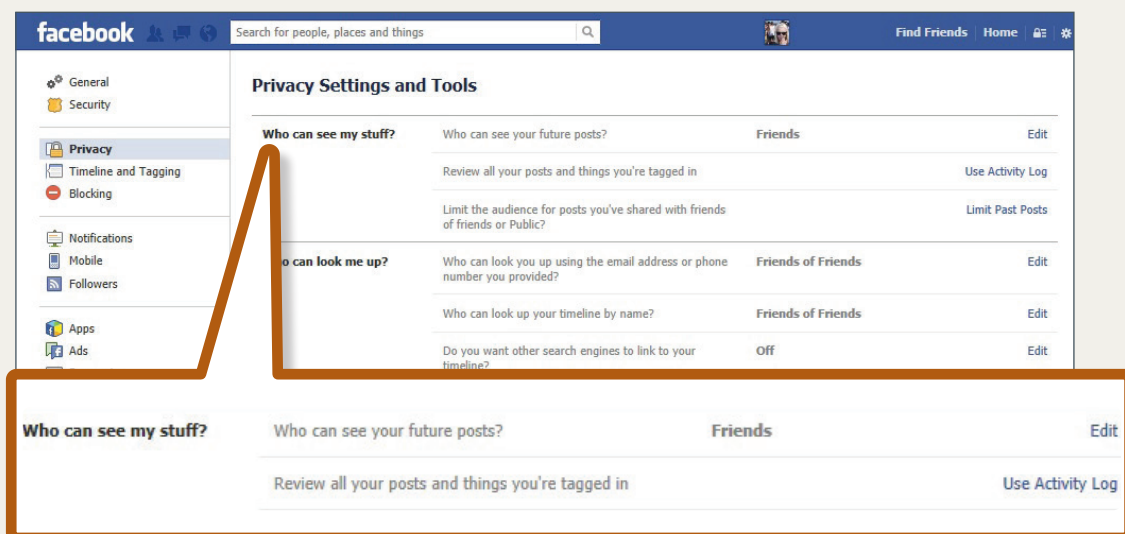 facebook
Search for people, places and things
Find Friends
Home
General
Security
Privacy
Timeline and Tagging
Blocking
Notifications
Mobile
Followers
Apps
Ads
Privacy Settings and Tools
Who can see my stuff?
Who can see your future posts?
Friends
Edit
Review all your posts and things you're tagged in
Use Activity Log
Limit the audience for posts you've shared with friends
of friends or Public?
Limit Past Posts
can look me up?
Who can look you up using the email address or phone
number you provided?
Friends of Friends
Edit
Who can look up your timeline by name?
Friends of Friends
Edit
Do you want other search engines to link to your
timeline?
Off
Edit
Who can see my stuff?
Who can see your future posts?
Friends
Edit
Review all your posts and things you're tagged in
Use Activity Log